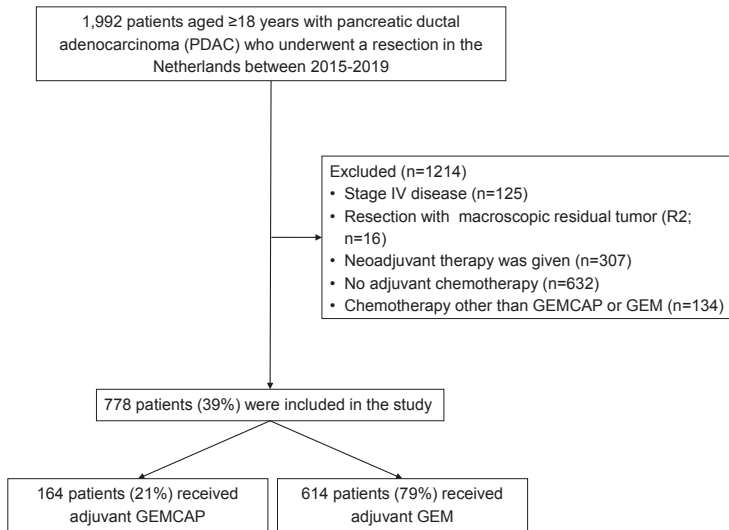 1,992 patients aged ≥18 years with pancreatic ductal
adenocarcinoma (PDAC) who underwent a resection in the
Netherlands between 2015-2019
Excluded (n=1214)
• Stage IV disease (n=125)
• Resection with macroscopic residual tumor (R2;
n=16)
• Neoadjuvant therapy was given (n=307)
• No adjuvant chemotherapy (n=632)
• Chemotherapy other than GEMCAP or GEM (n=134)
778 patients (39%) were included in the study
164 patients (21%) received
adjuvant GEMCAP
614 patients (79%) received
adjuvant GEM